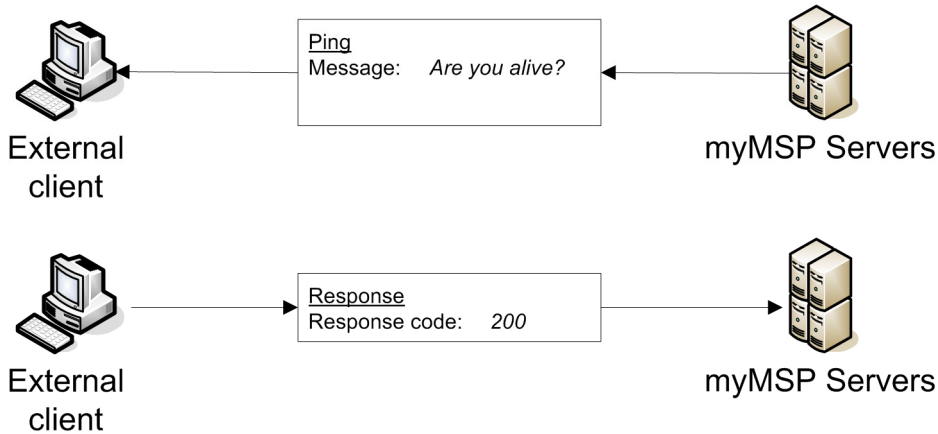 Ping
Message: Are you alive?
External
client
myMSP Servers
Response
Response code: 200
External
client
myMSP Servers